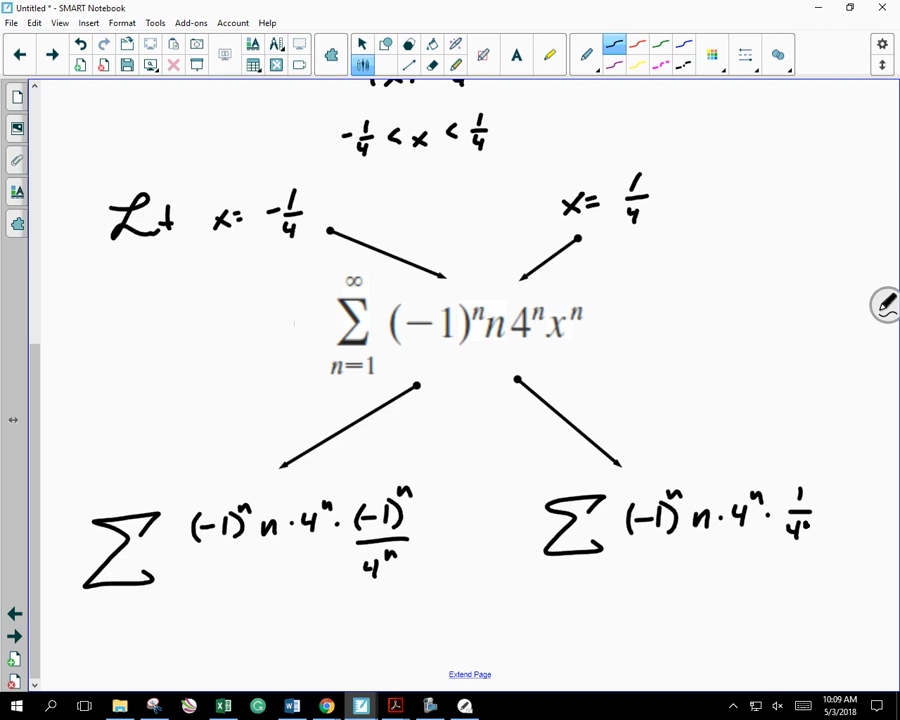 Untitled * - SMART Notebook
File Edit View Insert Format Tools Add-ons Account Help
-1/4 < x < 1/4
Let x= -1/4
x= 1/4
∑ n=1 ∞ (−1)ⁿn4ⁿxⁿ
∑ (-1)ⁿ n · 4ⁿ · (-1)ⁿ/4ⁿ
∑ (-1)ⁿ n · 4ⁿ · 1/4ⁿ
Extend Page
10:09 AM
5/3/2018